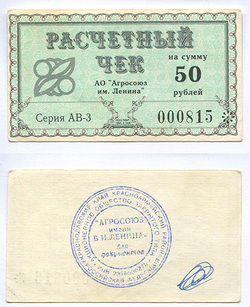 РАСЧЕТНЫЙ
ЧЕК
на сумму
50
рублей
АО "Агросоюз
им. Ленина"
Серия АВ-3
000815
"АГРОСОЮЗ
имени
В.И.ЛЕНИНА"
для
документов